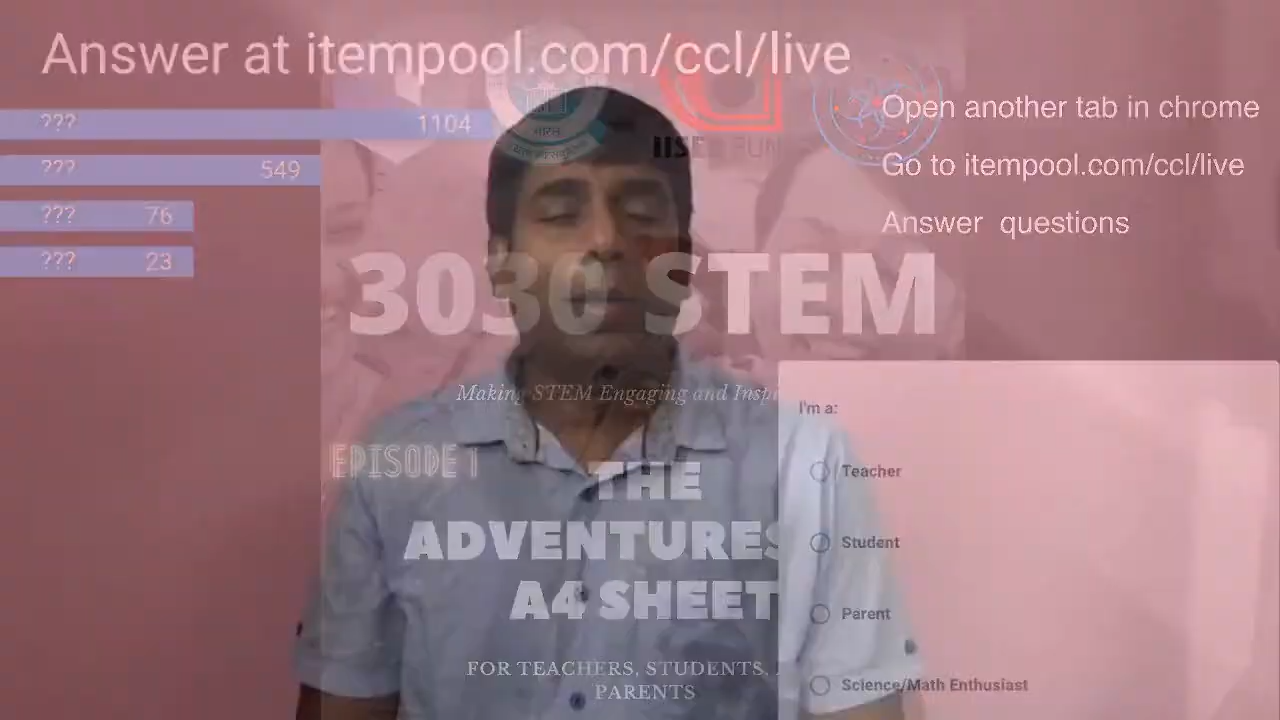 Answer at itempool.com/ccl/live
??? 1104
??? 549
??? 76
??? 23
Open another tab in chrome
Go to itempool.com/ccl/live
Answer questions
भारत
3030 STEM
Making STEM Engaging and
EPISODE 1
THE
ADVENTURES
A4 SHEET
FOR TEACHERS, STUDENTS,
PARENTS
I'm a:
Teacher
Student
Parent
Science/Math Enthusiast